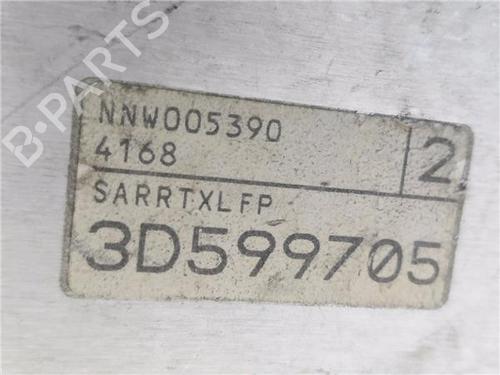 B-PARTS
NNW005390
4168
2
SARRTXLFP
3D599705